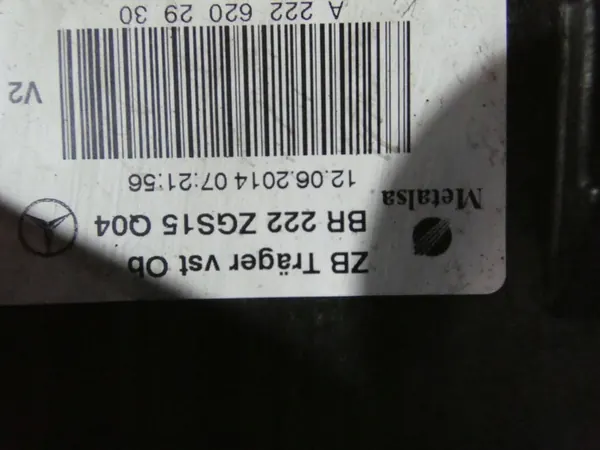 ZB Träger vst Ob
BR 222 ZGS15 Q04
Metalsa
12.06.2014 07:21:56
V2
A 222 620 29 30